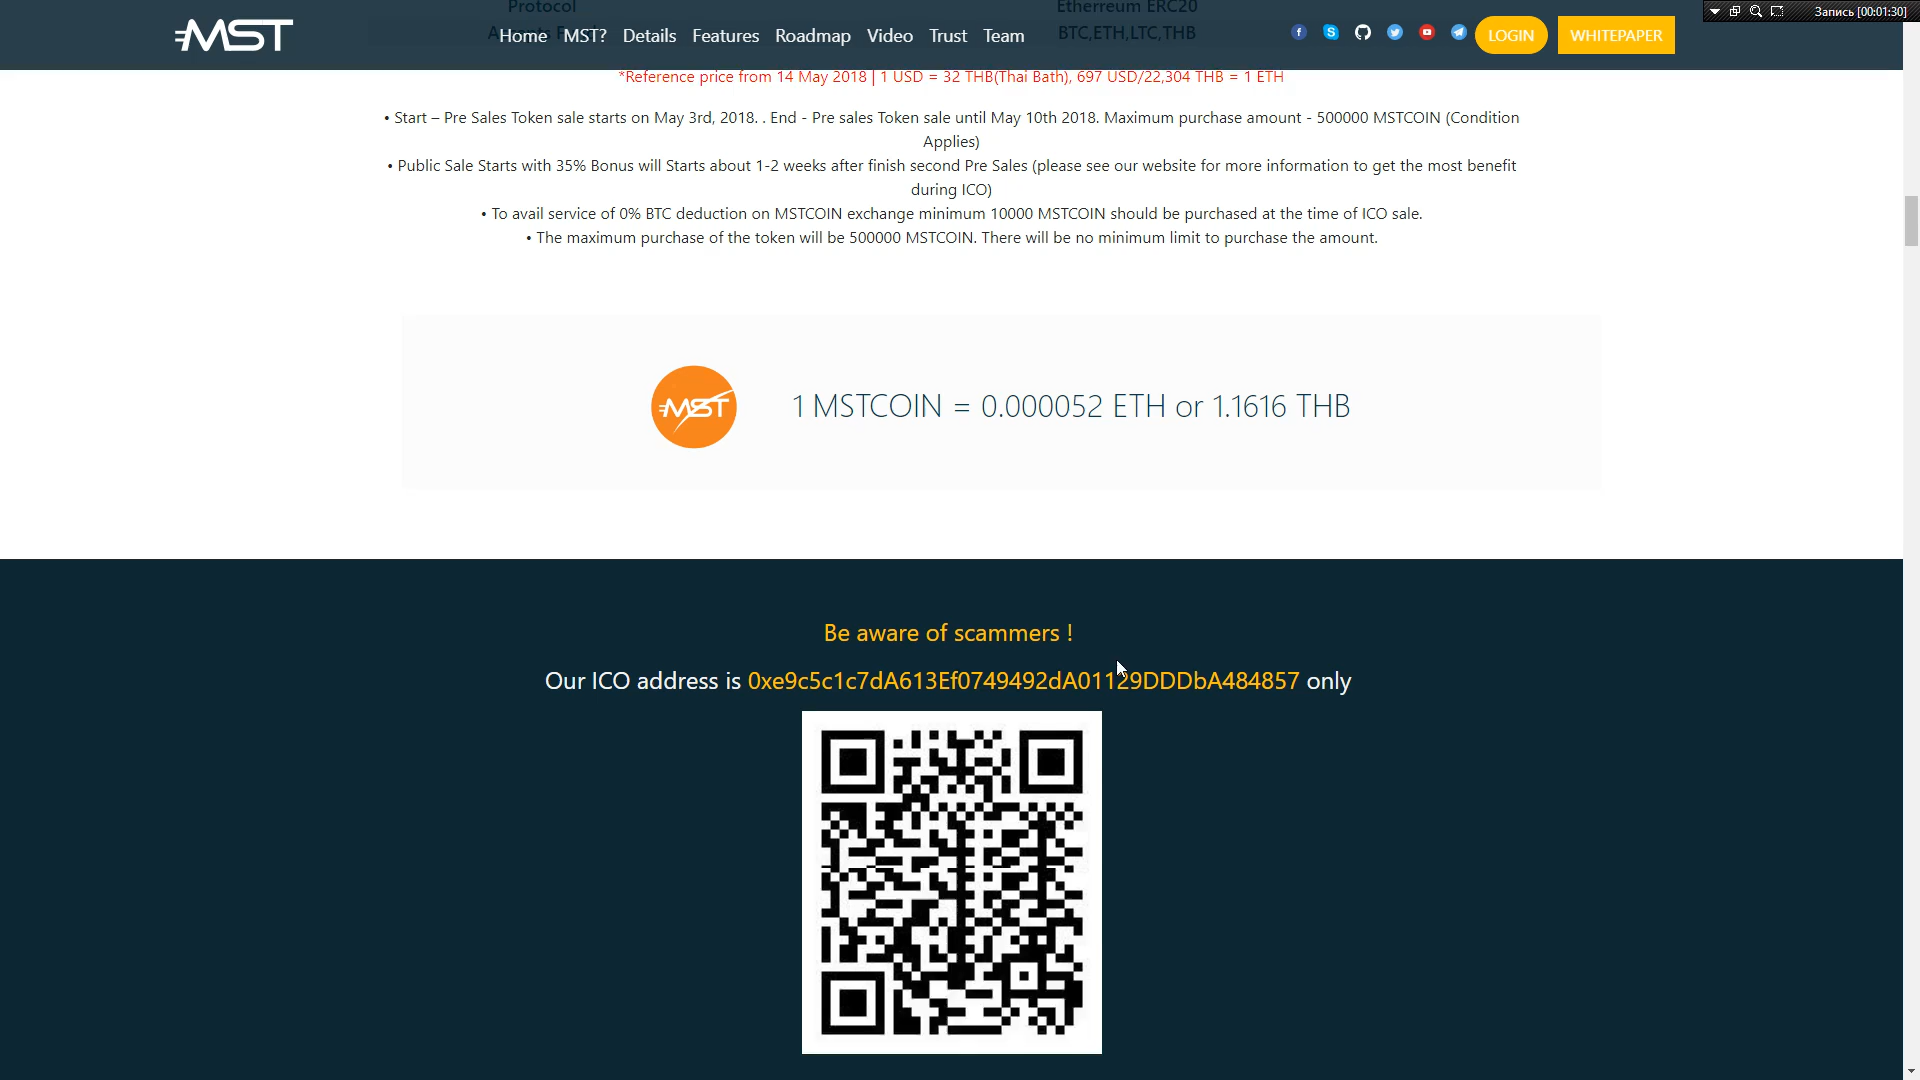 Protocol Etherreum ERC20
BTC,ETH,LTC,THB
MST
Home MST? Details Features Roadmap Video Trust Team
LOGIN WHITEPAPER
Запись [00:01:30]
*Reference price from 14 May 2018 | 1 USD = 32 THB(Thai Bath), 697 USD/22,304 THB = 1 ETH
• Start – Pre Sales Token sale starts on May 3rd, 2018. . End - Pre sales Token sale until May 10th 2018. Maximum purchase amount - 500000 MSTCOIN (Condition
Applies)
• Public Sale Starts with 35% Bonus will Starts about 1-2 weeks after finish second Pre Sales (please see our website for more information to get the most benefit
during ICO)
• To avail service of 0% BTC deduction on MSTCOIN exchange minimum 10000 MSTCOIN should be purchased at the time of ICO sale.
• The maximum purchase of the token will be 500000 MSTCOIN. There will be no minimum limit to purchase the amount.
MST
1 MSTCOIN = 0.000052 ETH or 1.1616 THB
Be aware of scammers !
Our ICO address is 0xe9c5c1c7dA613Ef0749492dA01129DDDbA484857 only